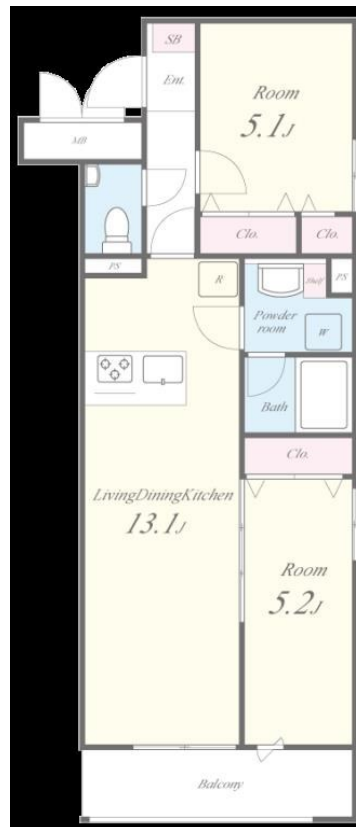 SB
Ent.
Room
5.1J
MB
Clo.
Clo.
PS
R
Shelf
PS
Powder
room
W
Bath
Clo.
LivingDiningKitchen
13.1J
Room
5.2J
Balcony